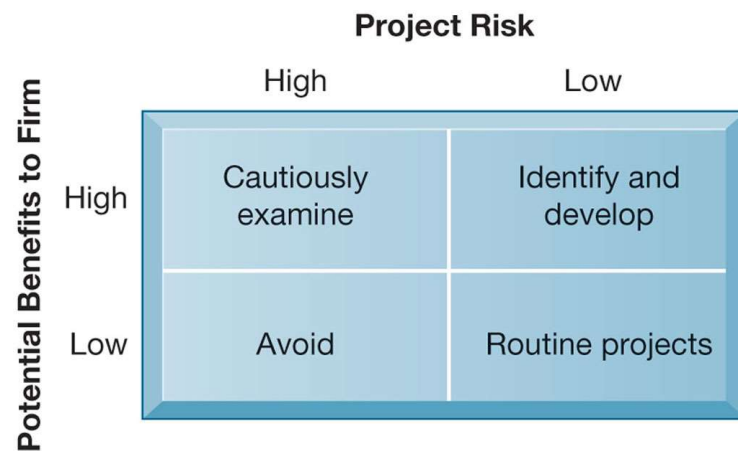 Project Risk
High Low
Potential Benefits to Firm
High
Cautiously
examine
Identify and
develop
Low
Avoid
Routine projects